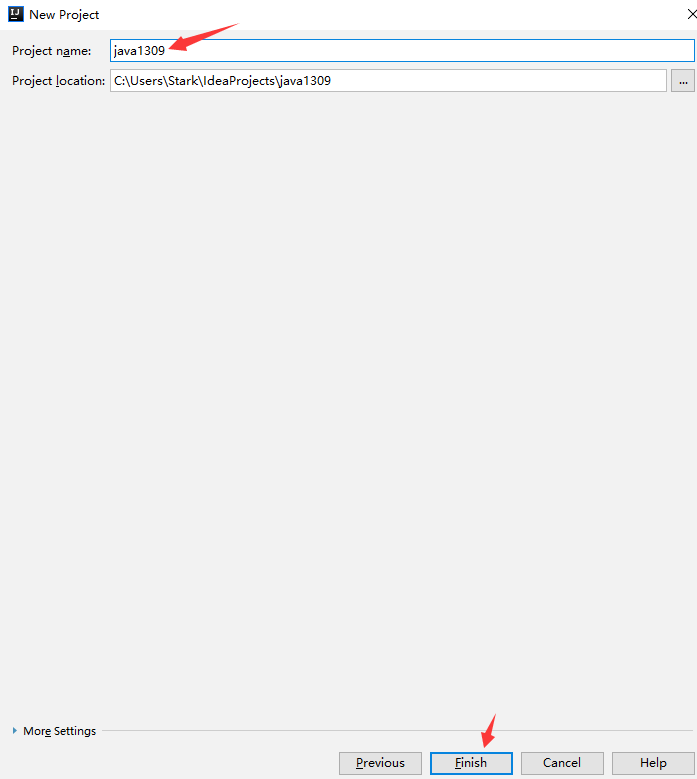 IJ New Project
Project name: java1309
Project location: C:\Users\Stark\IdeaProjects\java1309 ...
More Settings
Previous Finish Cancel Help